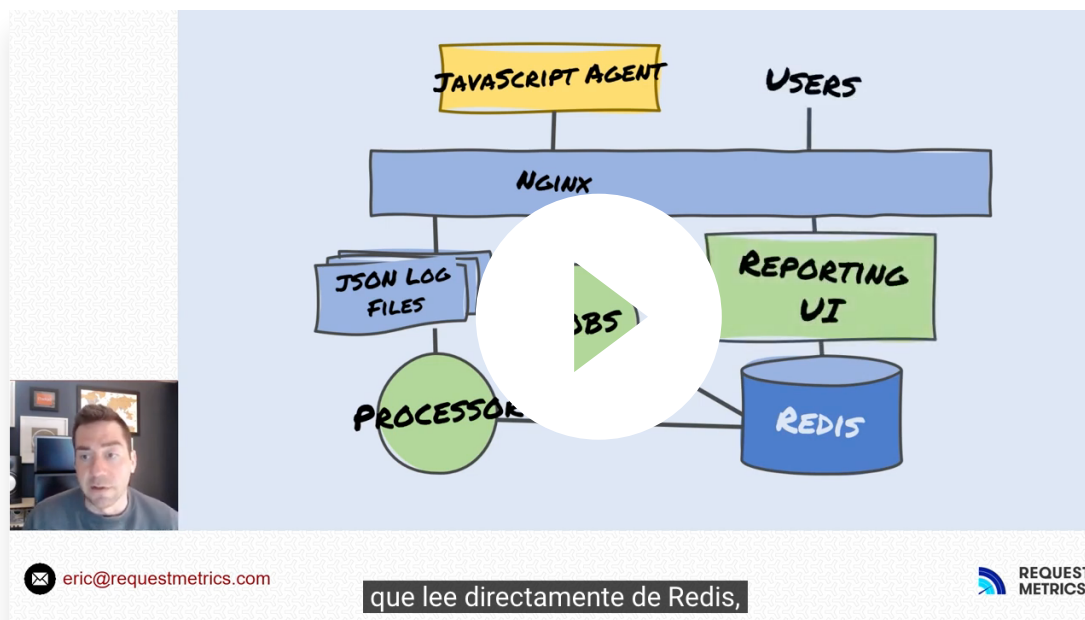 JavaScript Agent
Users
Nginx
JSON Log
Files
Reporting
UI
Processor
Redis
eric@requestmetrics.com
que lee directamente de Redis,
REQUEST
METRICS